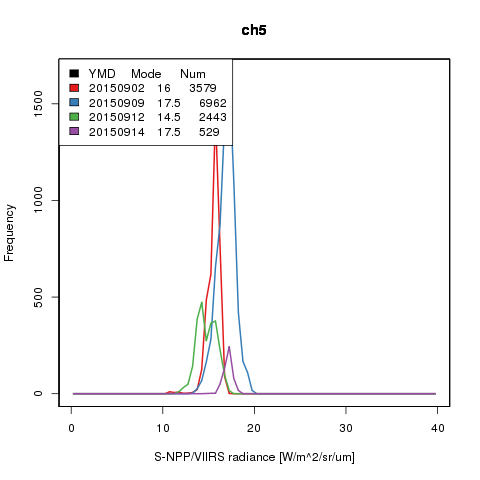 ch5
YMD Mode Num
20150902 16 3579
20150909 17.5 6962
20150912 14.5 2443
20150914 17.5 529
Frequency
1500
1000
500
0
0 10 20 30 40
S-NPP/VIIRS radiance [W/m^2/sr/um]